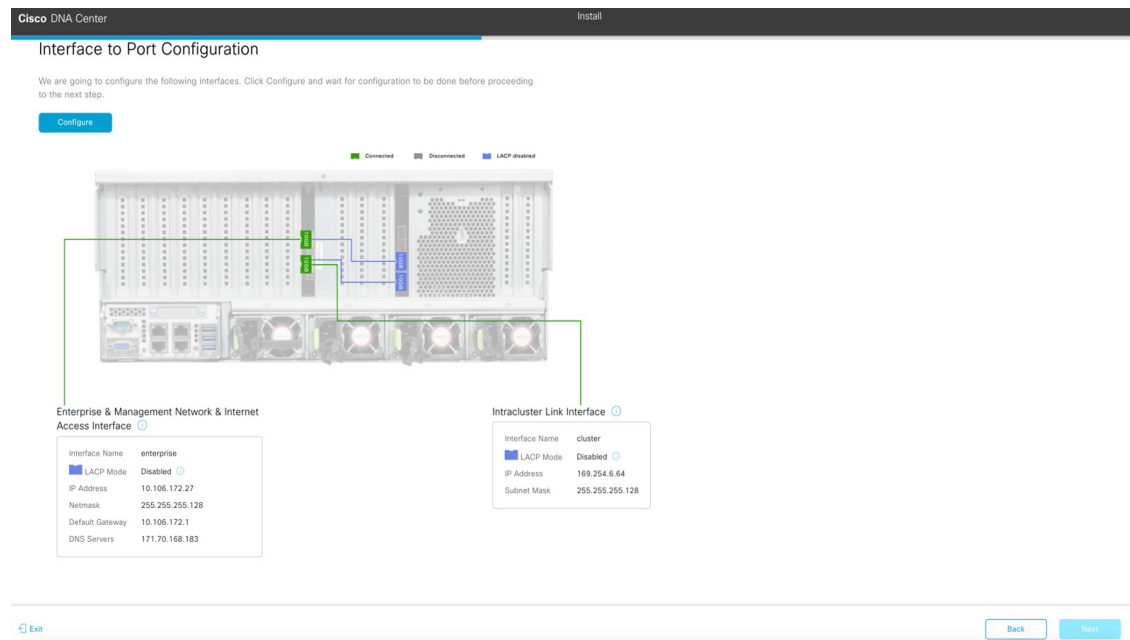 Cisco DNA Center
Install
Interface to Port Configuration
We are going to configure the following interfaces. Click Configure and wait for configuration to be done before proceeding
to the next step.
Configure
Connected
Disconnected
LACP disabled
10GB
10GB
10GB
10GB
Enterprise & Management Network & Internet
Access Interface
Interface Name enterprise
LACP Mode Disabled
IP Address 10.106.172.27
Netmask 255.255.255.128
Default Gateway 10.106.172.1
DNS Servers 171.70.168.183
Intracluster Link Interface
Interface Name cluster
LACP Mode Disabled
IP Address 169.254.6.64
Subnet Mask 255.255.255.128
Exit
Back
Next